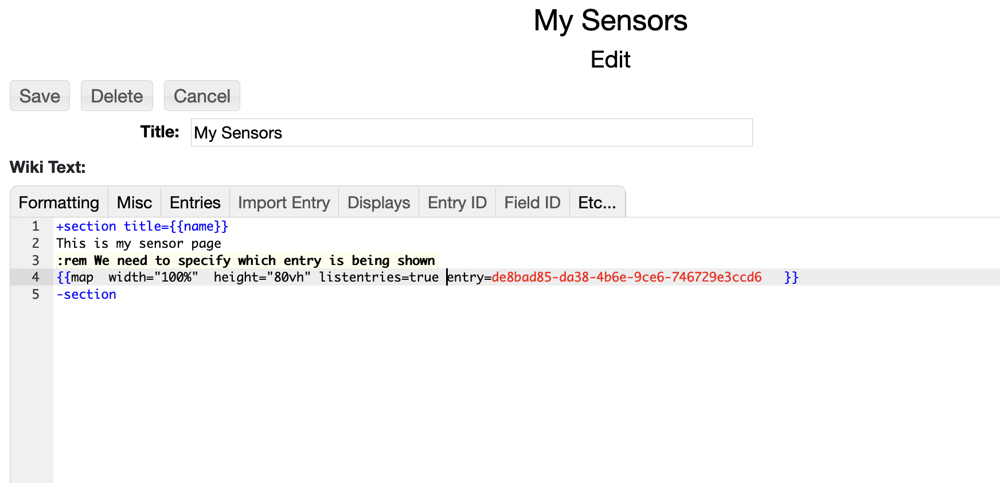 My Sensors
Edit
Save Delete Cancel
Title: My Sensors
Wiki Text:
Formatting Misc Entries Import Entry Displays Entry ID Field ID Etc...
1 +section title={{name}}
2 This is my sensor page
3 :rem We need to specify which entry is being shown
4 {{map  width="100%"  height="80vh" listentries=true entry=de8bad85-da38-4b6e-9ce6-746729e3ccd6   }}
5 -section